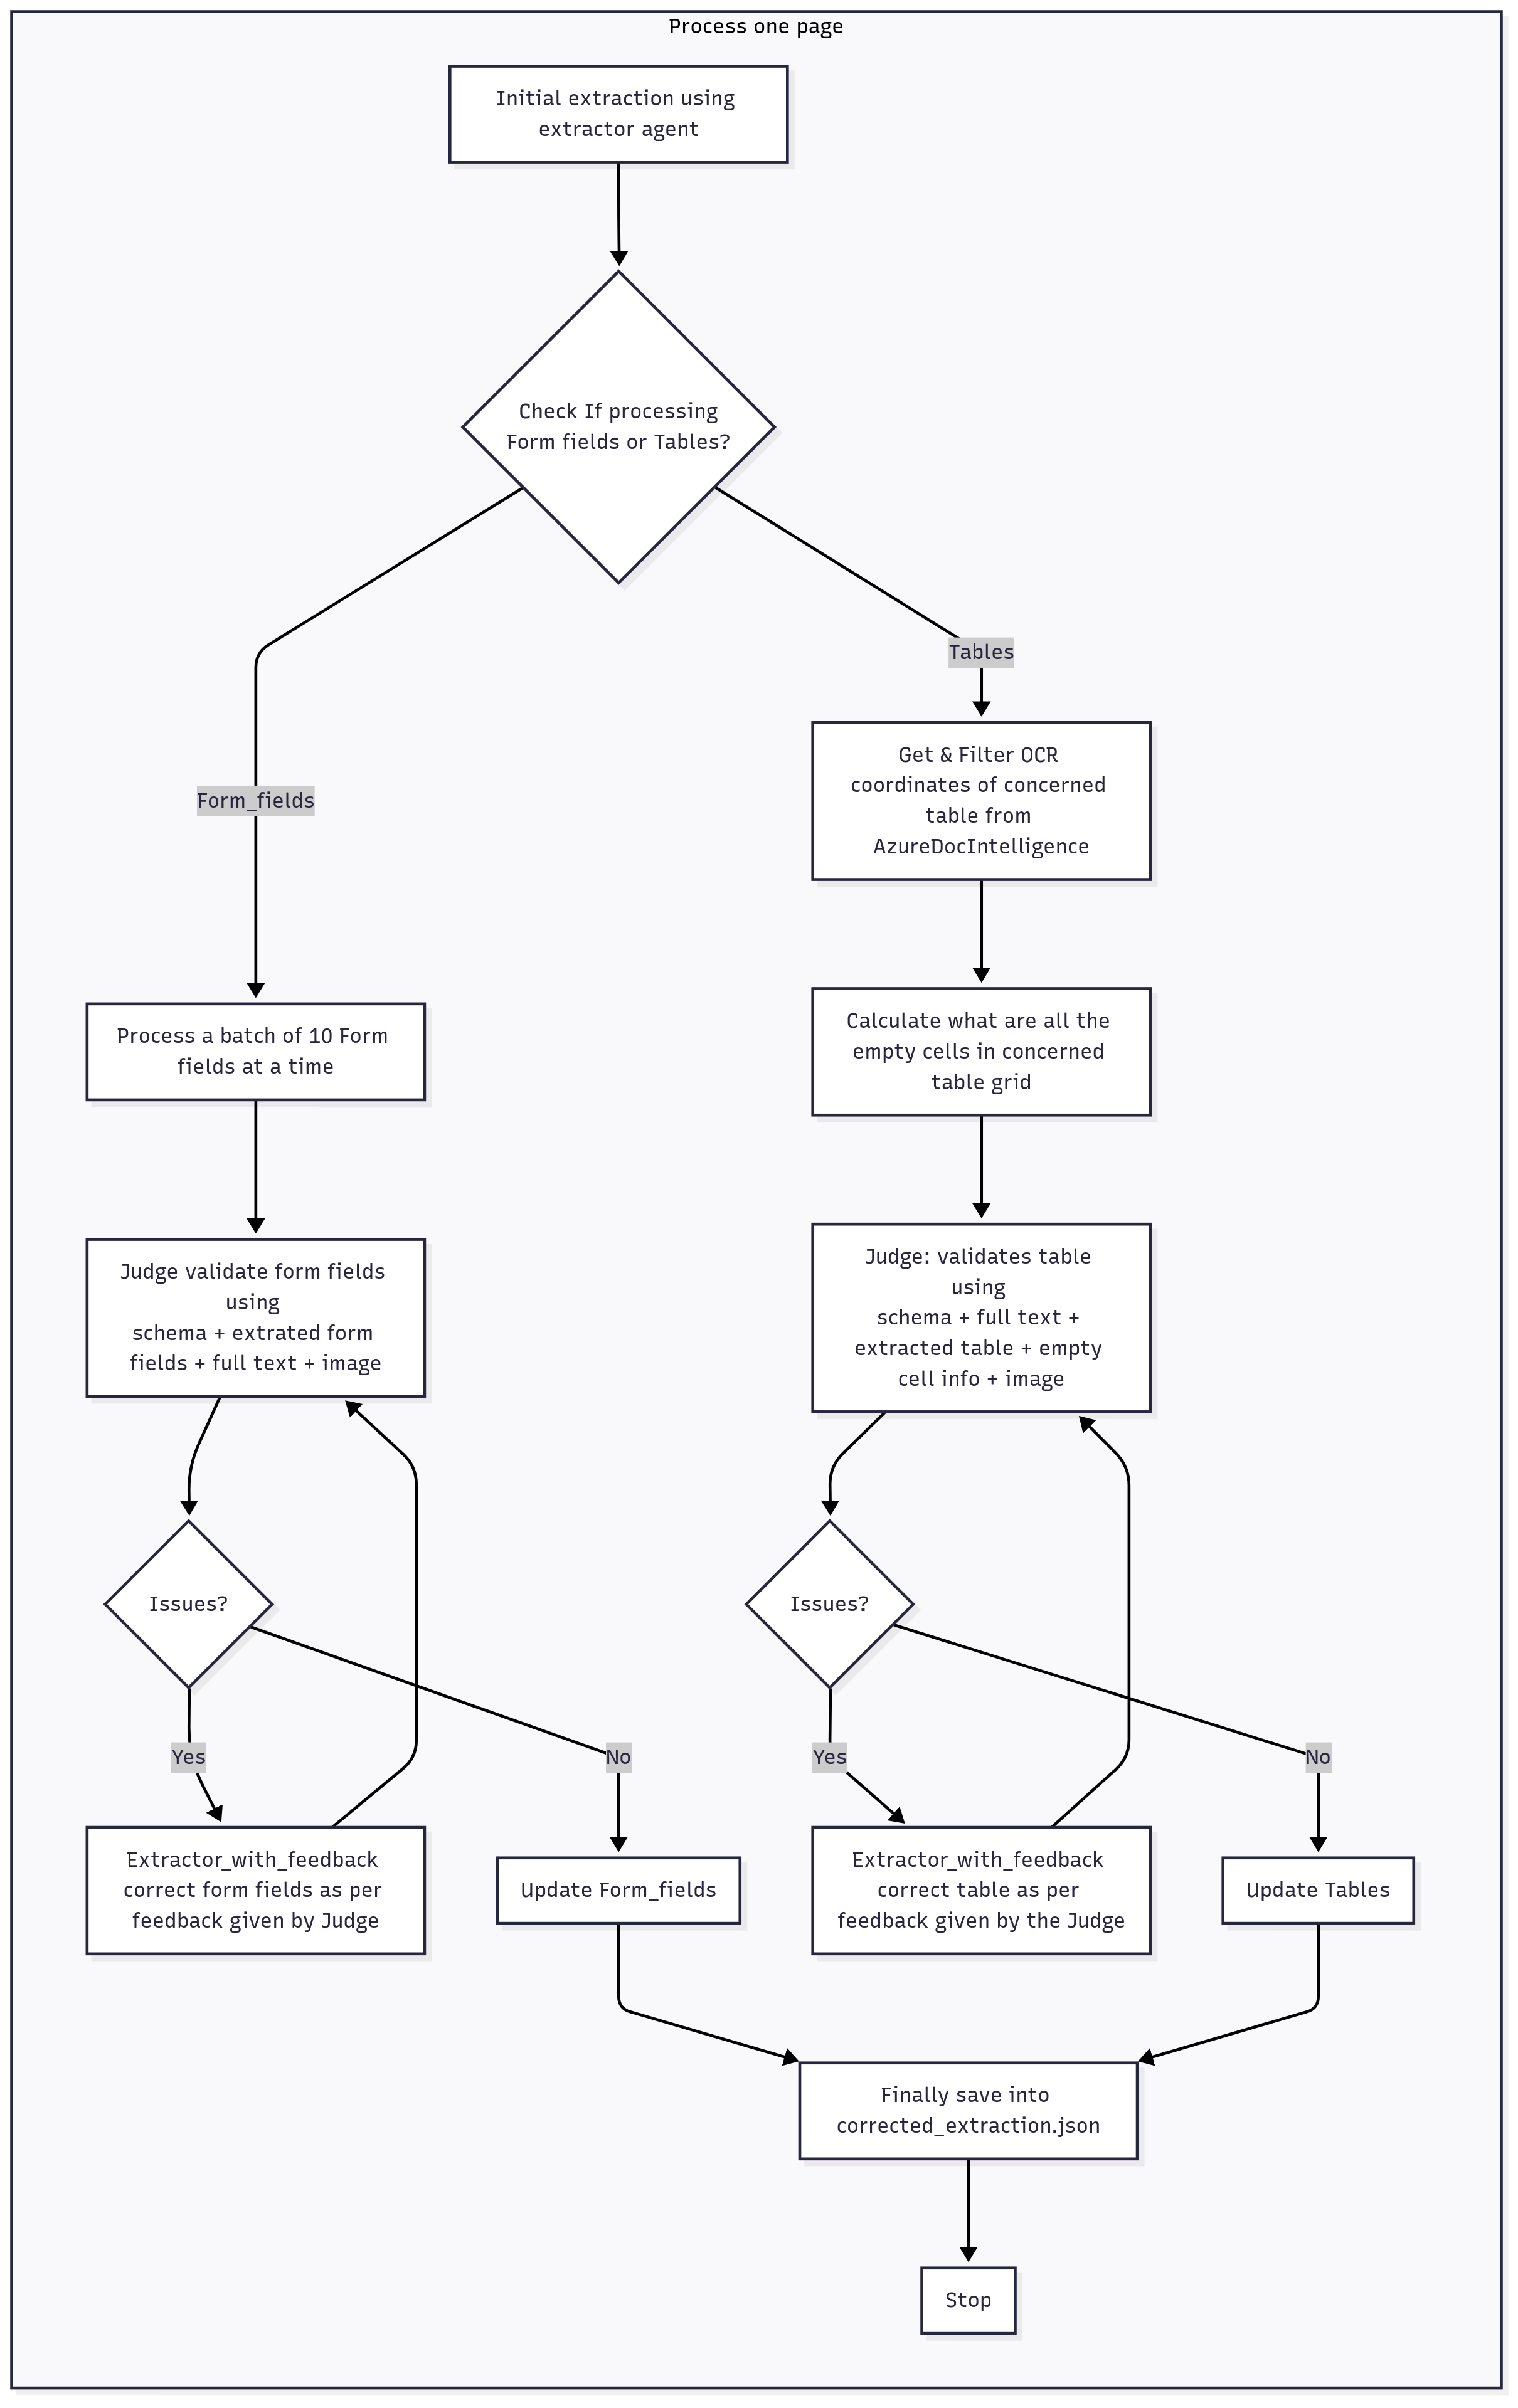 Process one page
Initial extraction using
extractor agent
Check If processing
Form fields or Tables?
Tables
Form_fields
Get & Filter OCR
coordinates of concerned
table from
AzureDocIntelligence
Process a batch of 10 Form
fields at a time
Calculate what are all the
empty cells in concerned
table grid
Judge validate form fields
using
schema + extrated form
fields + full text + image
Judge: validates table
using
schema + full text +
extracted table + empty
cell info + image
Issues?
Issues?
Yes
No
Yes
No
Extractor_with_feedback
correct form fields as per
feedback given by Judge
Update Form_fields
Extractor_with_feedback
correct table as per
feedback given by the Judge
Update Tables
Finally save into
corrected_extraction.json
Stop